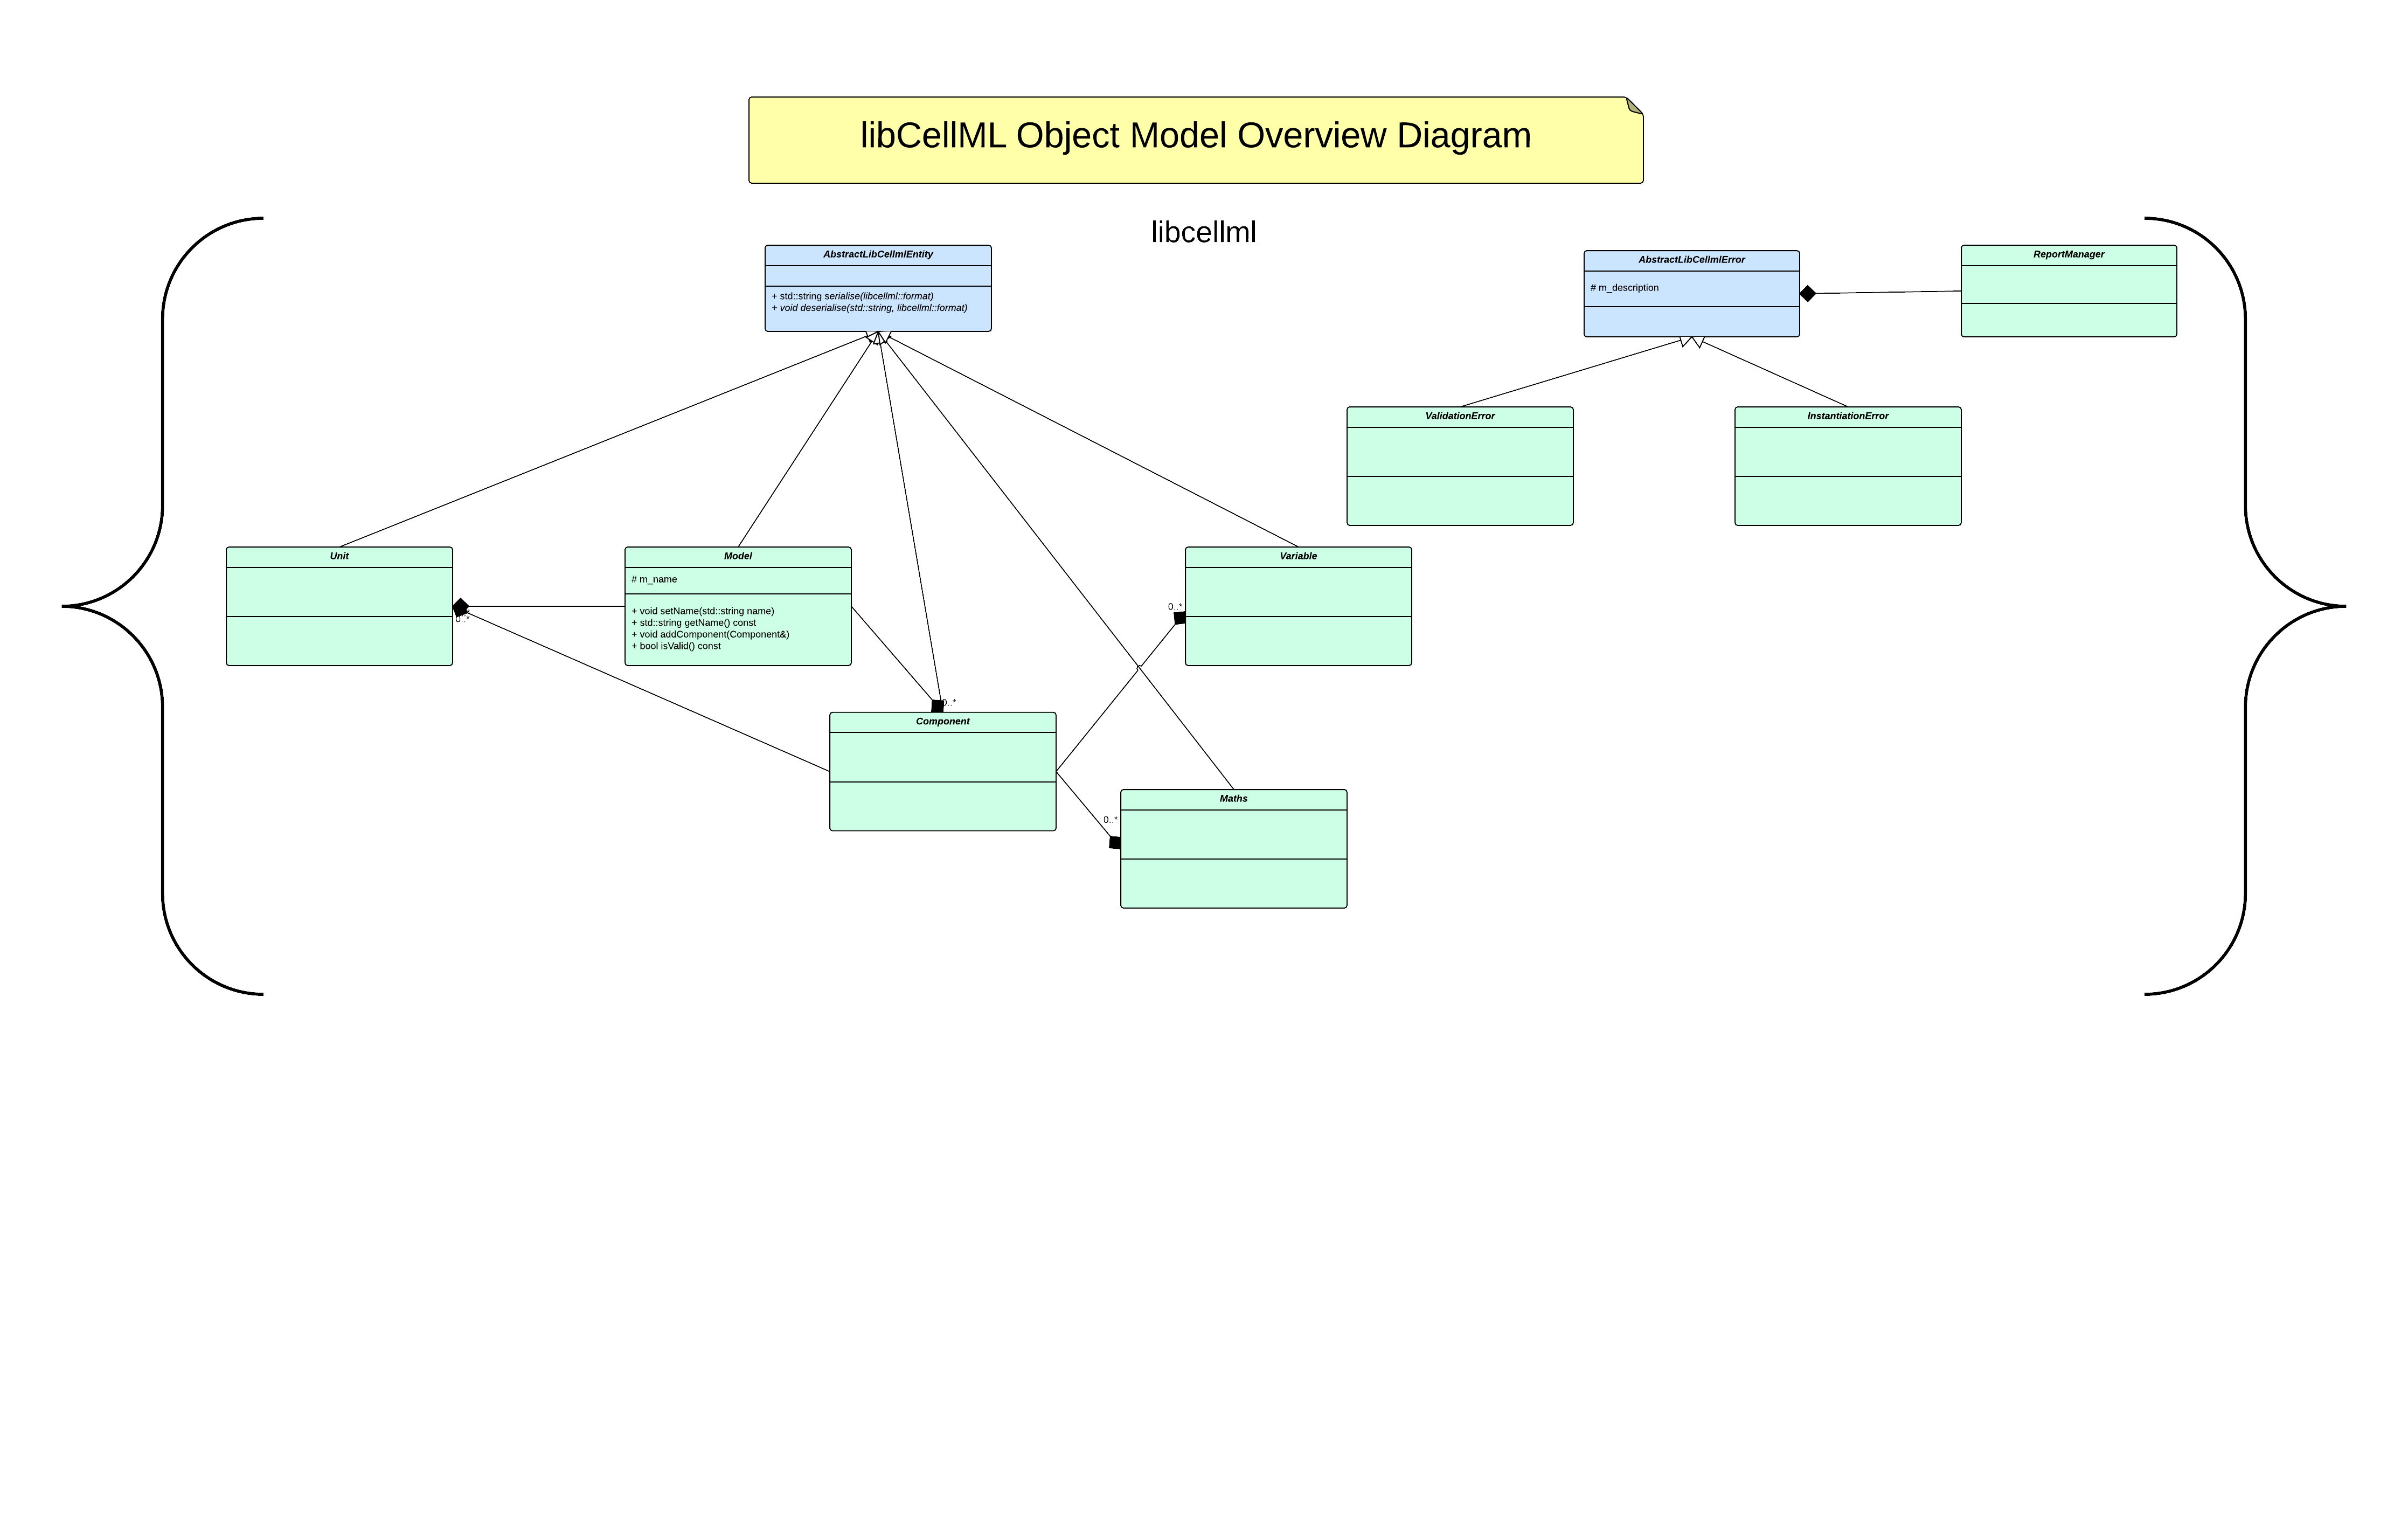 libCellML Object Model Overview Diagram
libcellml
AbstractLibCellmlEntity
+ std::string serialise(libcellml::format)
+ void deserialise(std::string, libcellml::format)
AbstractLibCellmlError
# m_description
ReportManager
ValidationError
InstantiationError
Unit
0..*
Model
# m_name
+ void setName(std::string name)
+ std::string getName() const
+ void addComponent(Component&)
+ bool isValid() const
Variable
0..*
Component
0..*
Maths
0..*